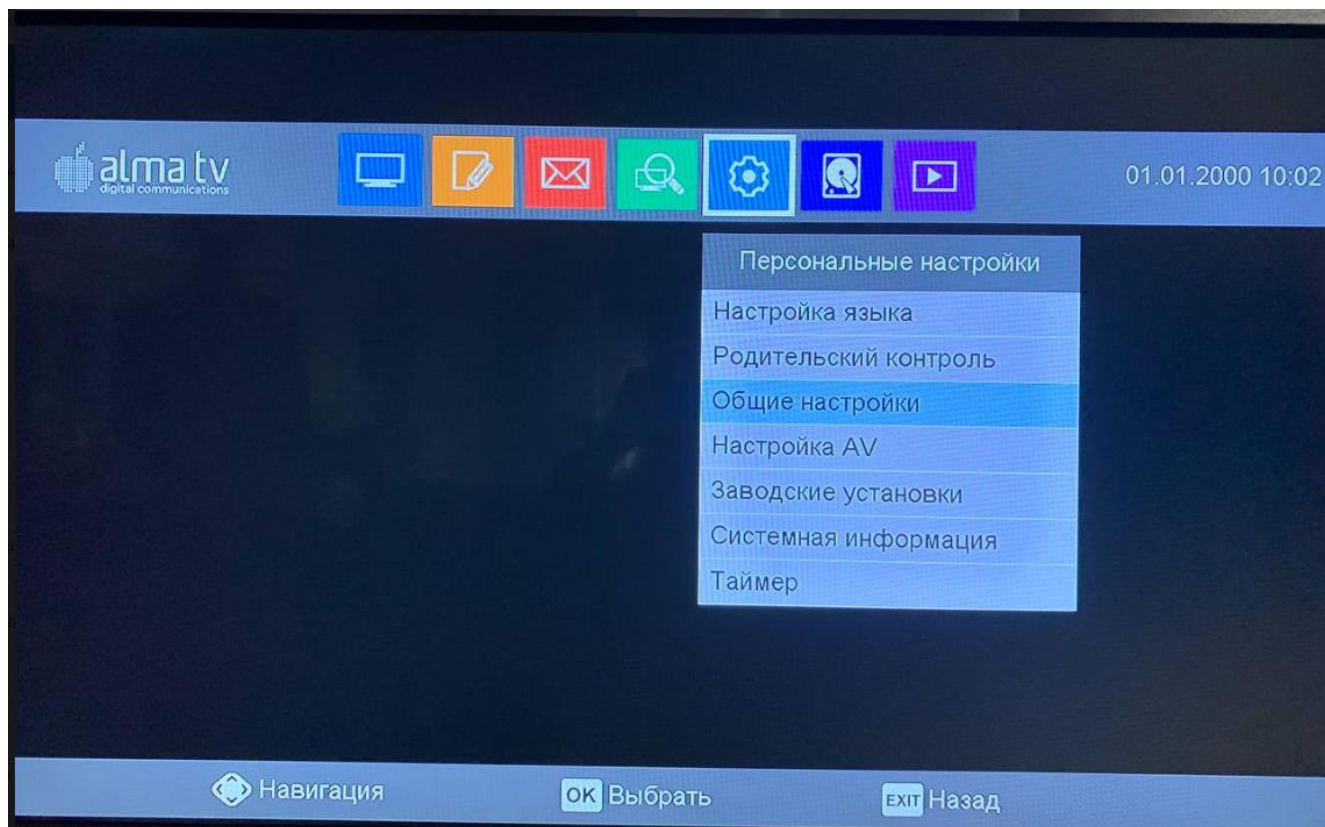 alma tv
digital communications
01.01.2000 10:02
Персональные настройки
Настройка языка
Родительский контроль
Общие настройки
Настройка AV
Заводские установки
Системная информация
Таймер
Навигация
OK Выбрать
EXIT Назад